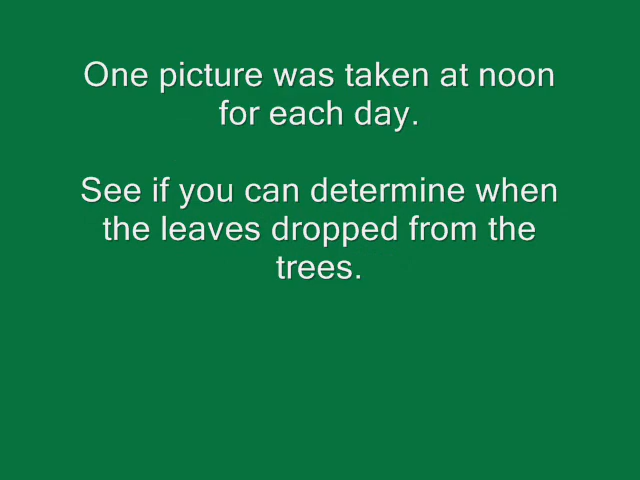 One picture was taken at noon
for each day.
See if you can determine when
the leaves dropped from the
trees.